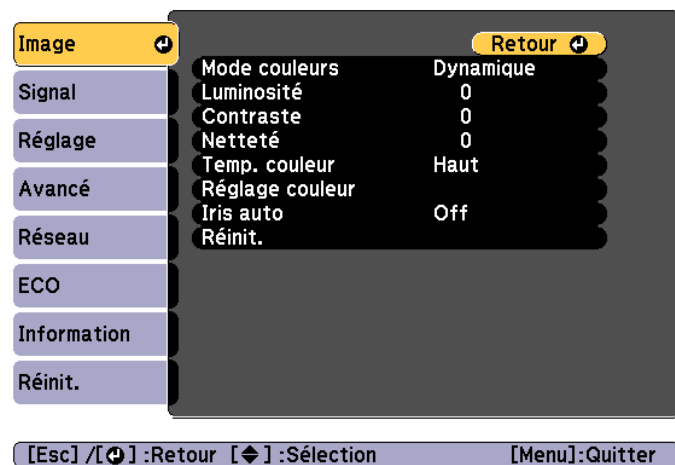 Image
Retour
Mode couleurs Dynamique
Luminosité 0
Contraste 0
Netteté 0
Temp. couleur Haut
Réglage couleur
Iris auto Off
Réinit.
Signal
Réglage
Avancé
Réseau
ECO
Information
Réinit.
[Esc] /[ ] :Retour [ ] :Sélection [Menu]:Quitter